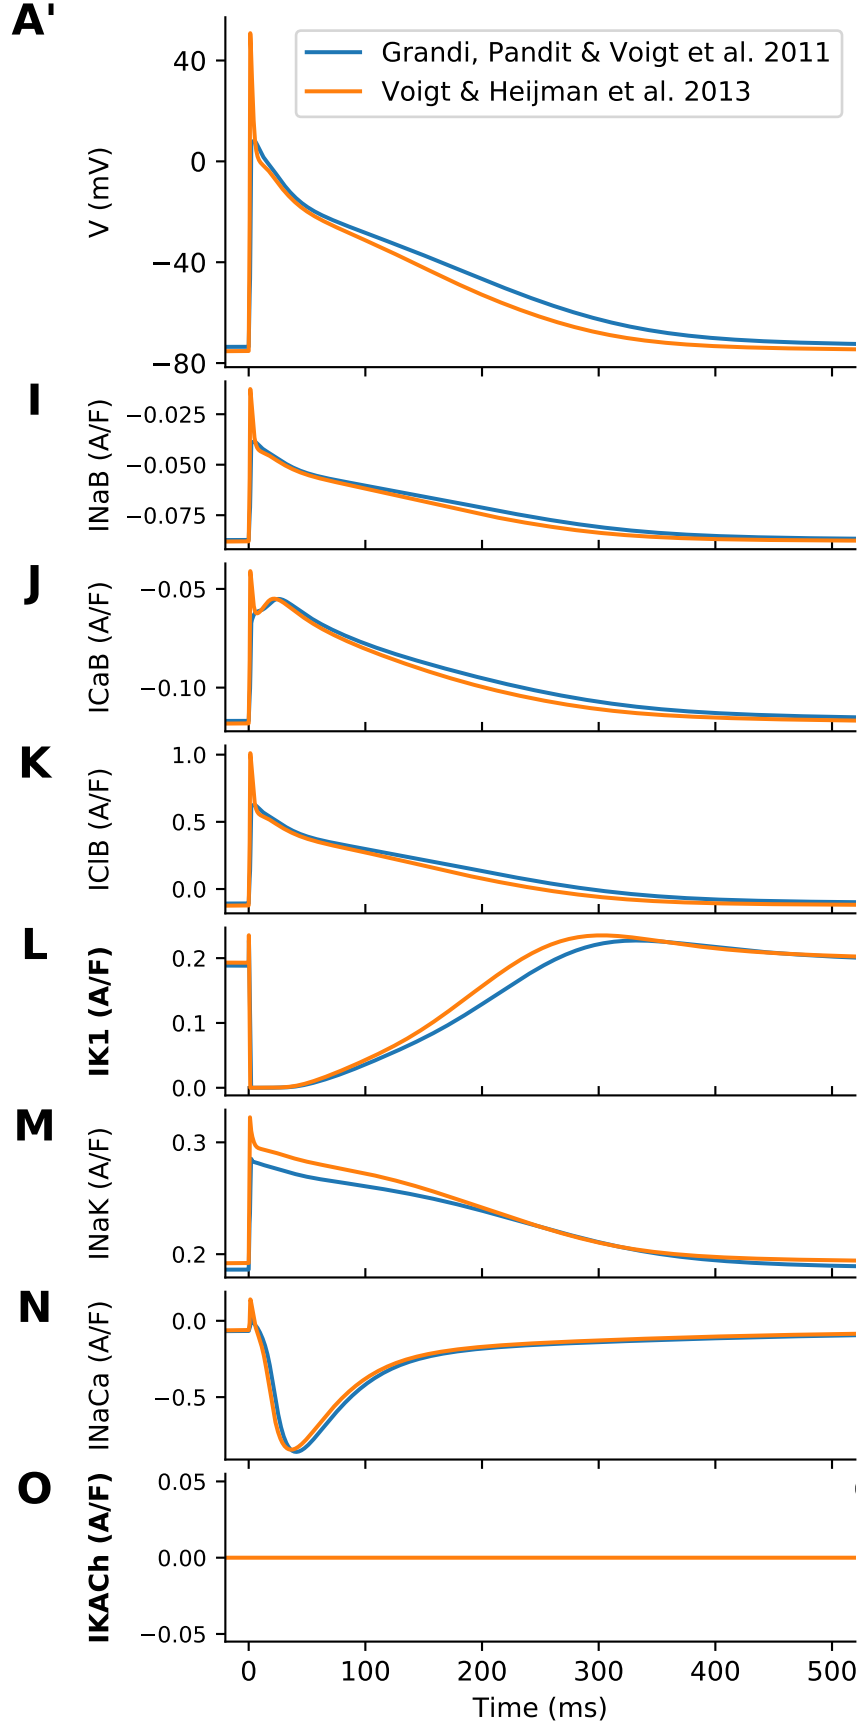 A'
Grandi, Pandit & Voigt et al. 2011
Voigt & Heijman et al. 2013
V (mV)
40
0
−40
−80
I
INaB (A/F)
−0.025
−0.050
−0.075
J
ICaB (A/F)
−0.05
−0.10
K
IClB (A/F)
1.0
0.5
0.0
L
IK1 (A/F)
0.2
0.1
0.0
M
INaK (A/F)
0.3
0.2
N
INaCa (A/F)
0.0
−0.5
O
IKACh (A/F)
0.05
0.00
−0.05
0 100 200 300 400 500
Time (ms)